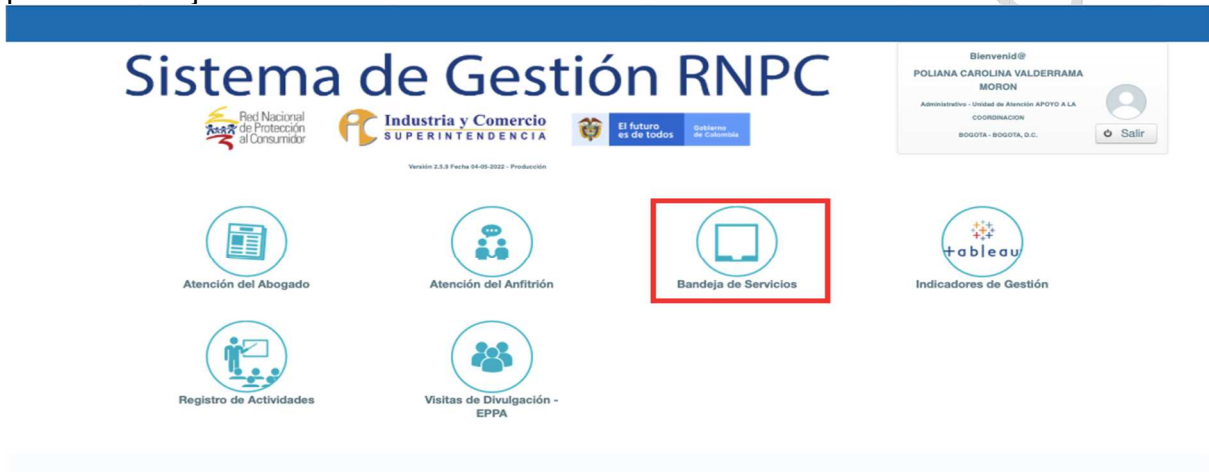 Sistema de Gestión RNPC
Red Nacional
de Protección
al Consumidor
Industria y Comercio
SUPERINTENDENCIA
El futuro
es de todos
Gobierno
de Colombia
Versión 2.5.9 Fecha 04-05-2022 - Producción
Bienvenid@
POLIANA CAROLINA VALDERRAMA
MORON
Administrativo - Unidad de Atención APOYO A LA
COORDINACION
BOGOTA - BOGOTA, D.C.
Salir
Atención del Abogado
Atención del Anfitrión
Bandeja de Servicios
tableau
Indicadores de Gestión
Registro de Actividades
Visitas de Divulgación -
EPPA